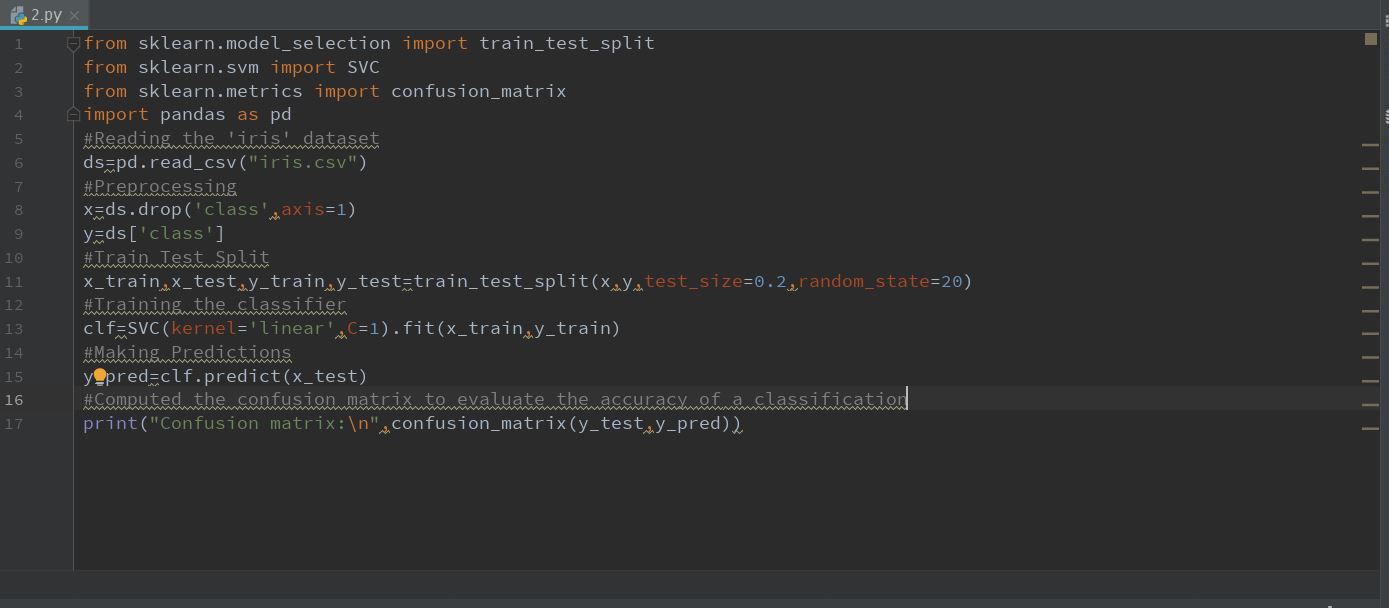 2.py
1 from sklearn.model_selection import train_test_split
2 from sklearn.svm import SVC
3 from sklearn.metrics import confusion_matrix
4 import pandas as pd
5 #Reading the 'iris' dataset
6 ds=pd.read_csv("iris.csv")
7 #Preprocessing
8 x=ds.drop('class',axis=1)
9 y=ds['class']
10 #Train Test Split
11 x_train,x_test,y_train,y_test=train_test_split(x,y,test_size=0.2,random_state=20)
12 #Training the classifier
13 clf=SVC(kernel='linear',C=1).fit(x_train,y_train)
14 #Making Predictions
15 y_pred=clf.predict(x_test)
16 #Computed the confusion matrix to evaluate the accuracy of a classification
17 print("Confusion matrix:\n",confusion_matrix(y_test,y_pred))